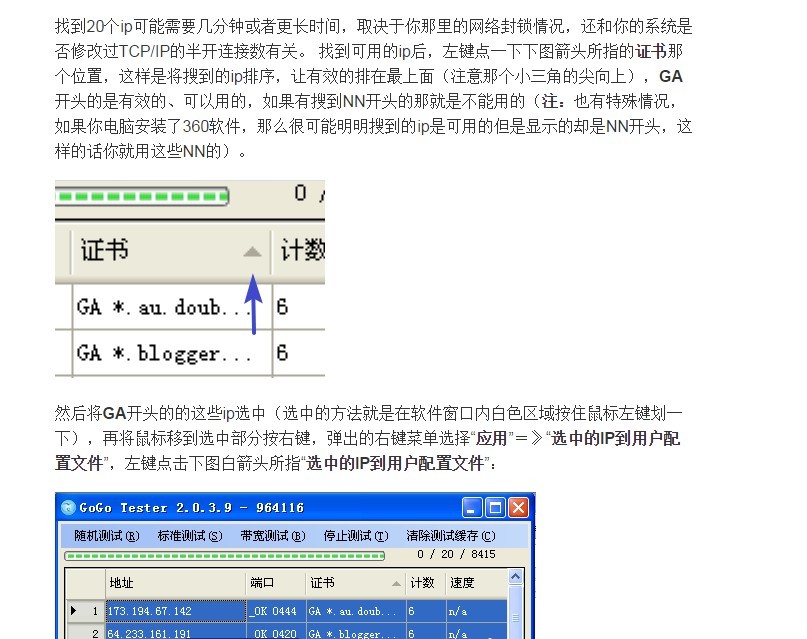 找到20个ip可能需要几分钟或者更长时间，取决于你那里的网络封锁情况，还和你的系统是
否修改过TCP/IP的半开连接数有关。 找到可用的ip后，左键点一下下图箭头所指的证书那
个位置，这样是将搜到的ip排序，让有效的排在最上面（注意那个小三角的尖向上），GA
开头的是有效的、可以用的，如果有搜到NN开头的那就是不能用的（注：也有特殊情况，
如果你电脑安装了360软件，那么很可能明明搜到的ip是可用的但是显示的却是NN开头，这
样的话你就用这些NN的）。
0 /
证书 计数
GA *.au.doub... 6
GA *.blogger... 6
然后将GA开头的的这些ip选中（选中的方法就是在软件窗口内白色区域按住鼠标左键划一
下），再将鼠标移到选中部分按右键，弹出的右键菜单选择“应用”＝》“选中的IP到用户配
置文件”，左键点击下图白箭头所指“选中的IP到用户配置文件”：
GoGo Tester 2.0.3.9 - 964116
随机测试(R) 标准测试(S) 带宽测试(B) 停止测试(T) 清除测试缓存(C)
0 / 20 / 8415
地址 端口 证书 计数 速度
1 173.194.67.142 _OK 0444 GA *.au.doub... 6 n/a
2 64.233.161.191 _OK 0420 GA *.blogger... 6 n/a